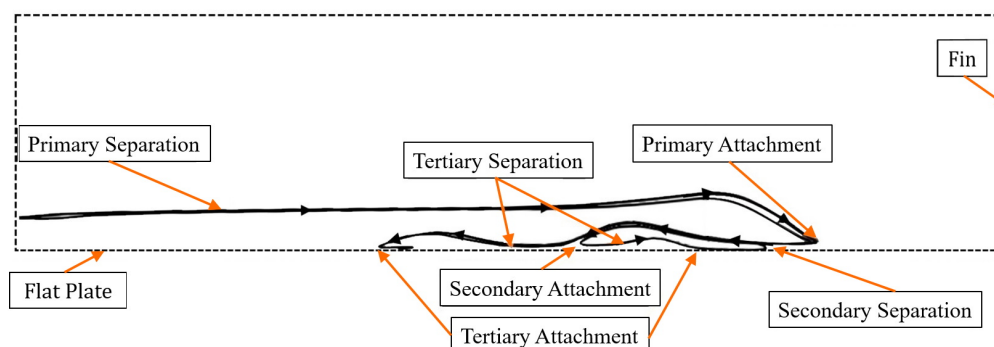 Fin
Primary Separation
Tertiary Separation
Primary Attachment
Flat Plate
Secondary Attachment
Secondary Separation
Tertiary Attachment